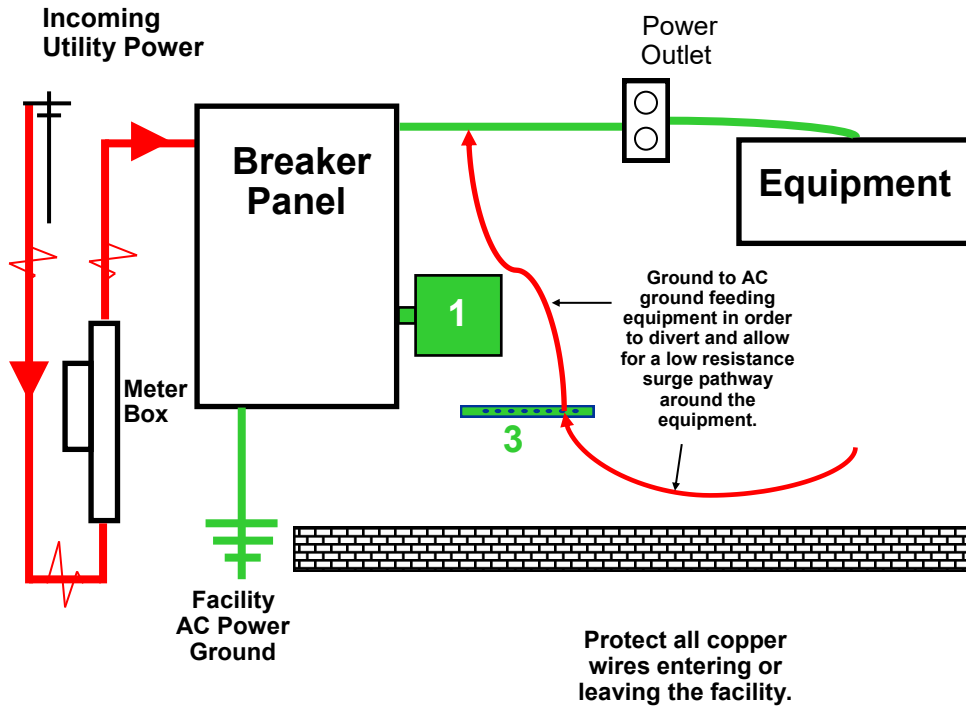 Incoming
Utility Power
Power
Outlet
Breaker
Panel
Equipment
1
Ground to AC
ground feeding
equipment in order
to divert and allow
for a low resistance
surge pathway
around the
equipment.
Meter
Box
3
Facility
AC Power
Ground
Protect all copper
wires entering or
leaving the facility.